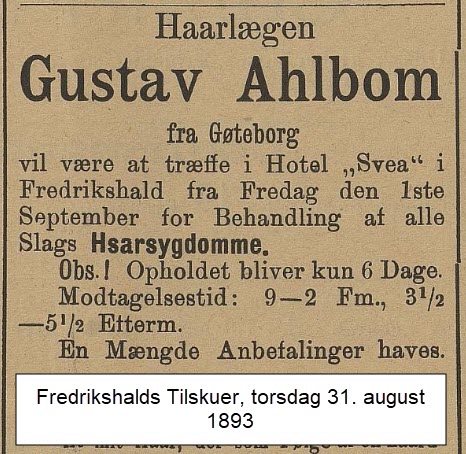 Haarlægen
Gustav Ahlbom
fra Gøteborg
vil være at træffe i Hotel „Svea“ i
Fredrikshald fra Fredag den 1ste
September for Behandling af alle
Slags Hsarsygdomme.
Obs.! Opholdet bliver kun 6 Dage.
Modtagelsestid: 9—2 Fm., 3½
—5½ Efterm.
En Mængde Anbefalinger haves.
Fredrikshalds Tilskuer, torsdag 31. august
1893